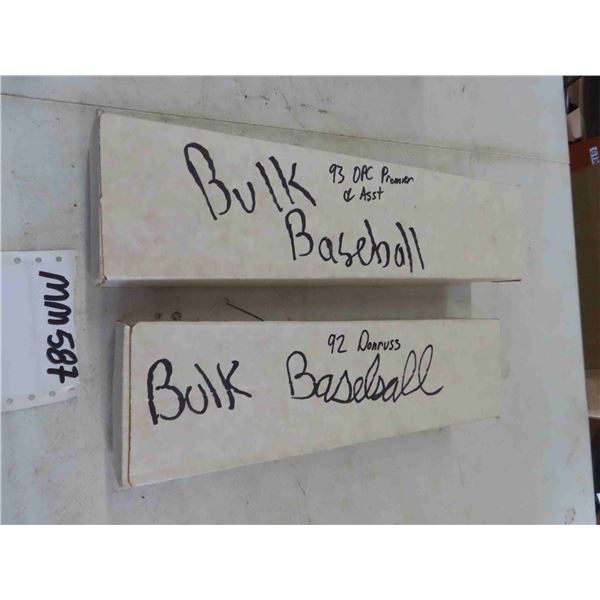 Bulk 93 OPC Premier
& Asst
Baseball
92 Donruss
Bulk Baseball
MM587